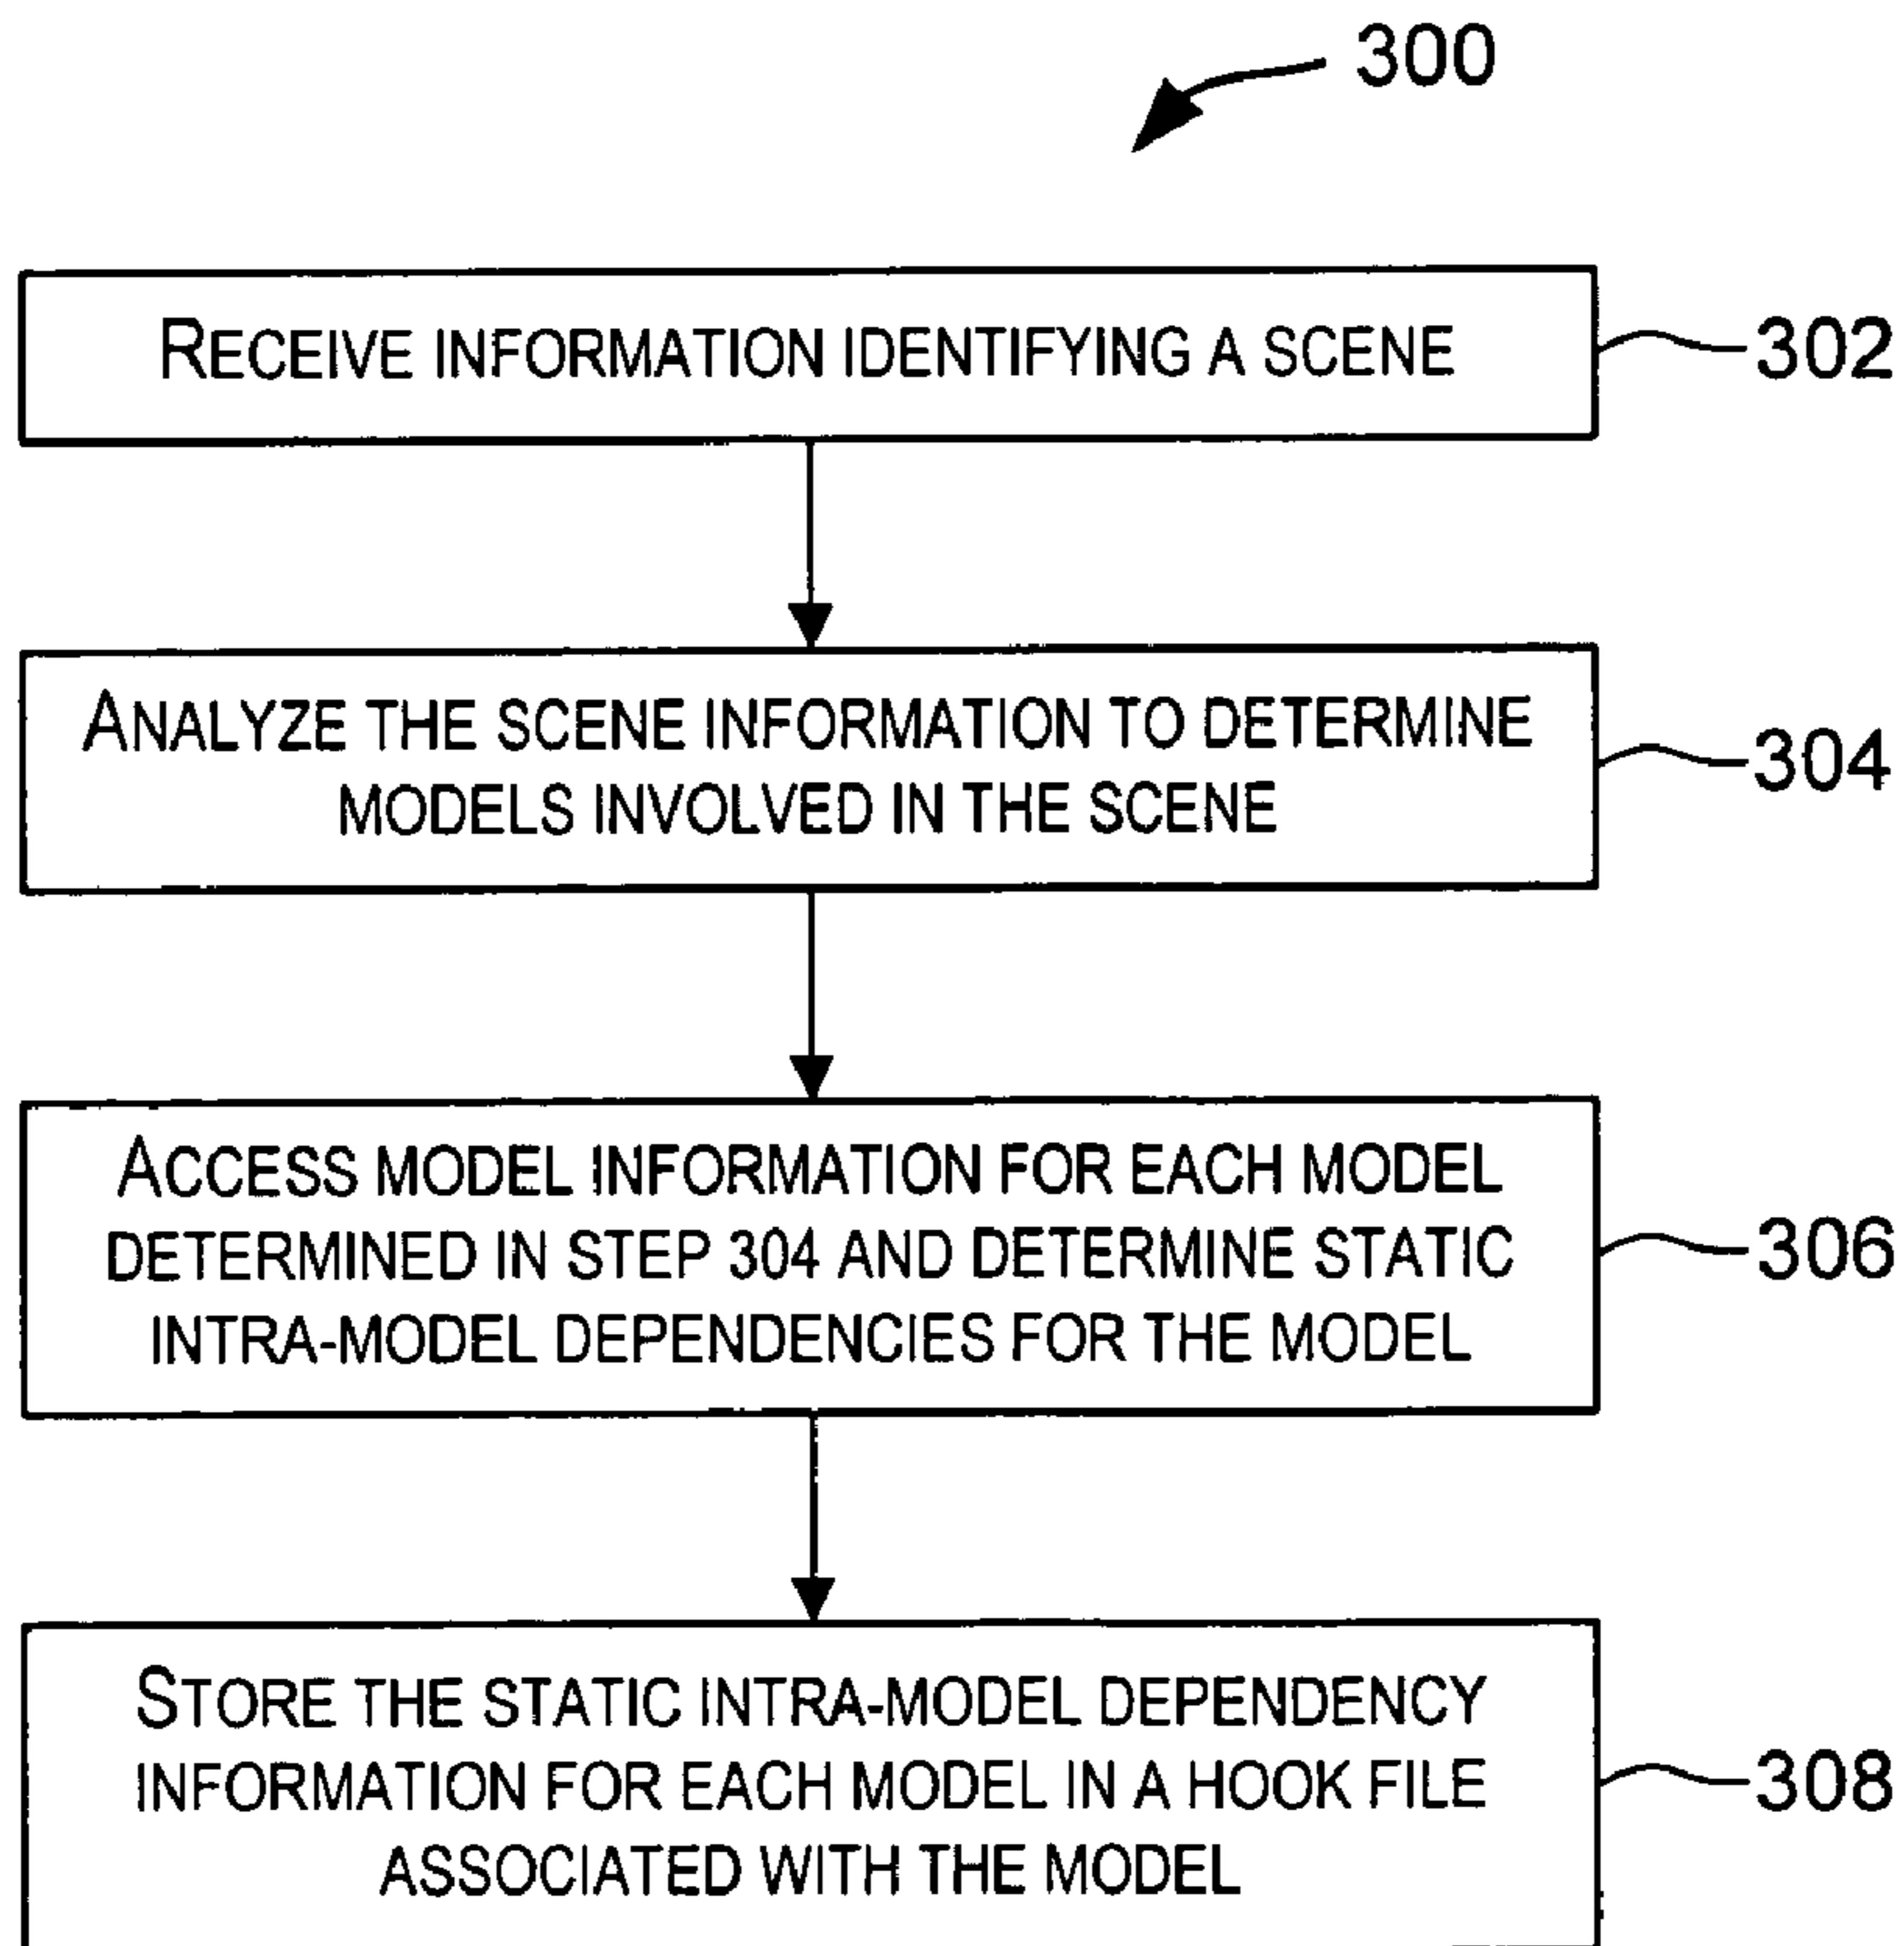 300
RECEIVE INFORMATION IDENTIFYING A SCENE
302
ANALYZE THE SCENE INFORMATION TO DETERMINE
MODELS INVOLVED IN THE SCENE
304
ACCESS MODEL INFORMATION FOR EACH MODEL
DETERMINED IN STEP 304 AND DETERMINE STATIC
INTRA-MODEL DEPENDENCIES FOR THE MODEL
306
STORE THE STATIC INTRA-MODEL DEPENDENCY
INFORMATION FOR EACH MODEL IN A HOOK FILE
ASSOCIATED WITH THE MODEL
308